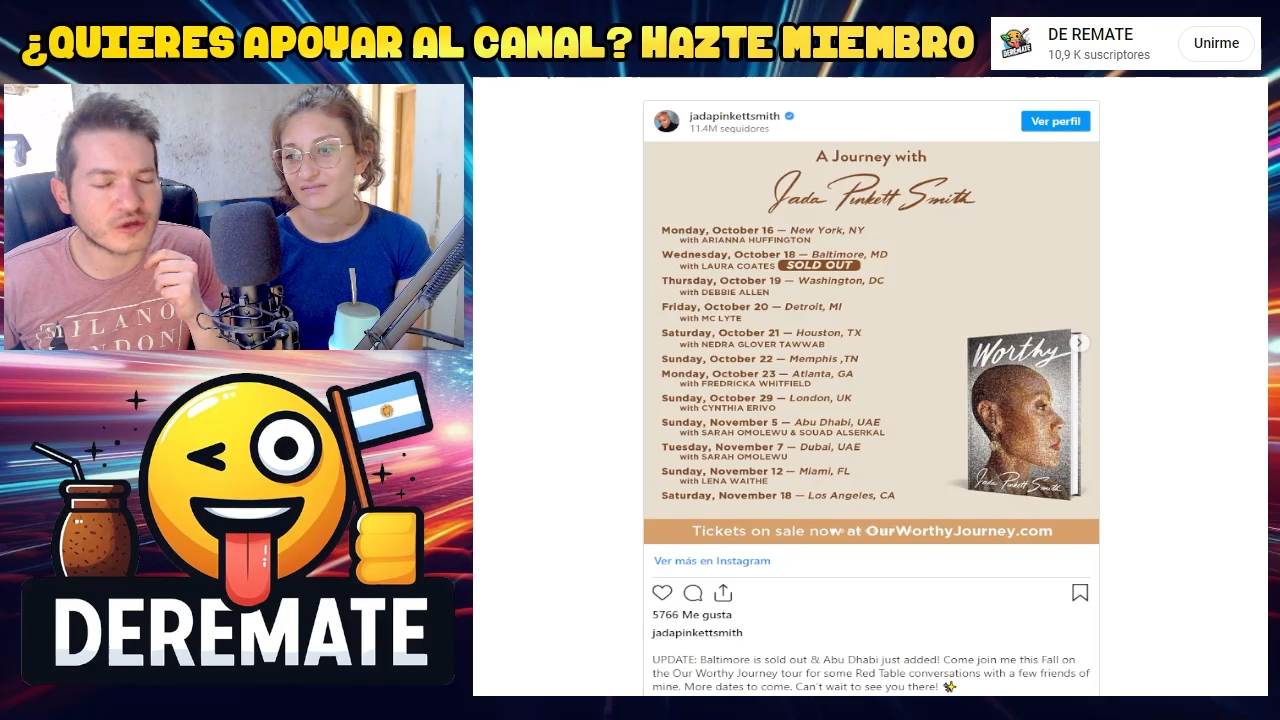 ¿QUIERES APOYAR AL CANAL? HAZTE MIEMBRO
DE REMATE
10,9 K suscriptores
Unirme
DEREMATE
MILANO
LONDON
DEREMATE
jadapinkettsmith
11.4M seguidores
Ver perfil
A Journey with
Jada Pinkett Smith
Monday, October 16 — New York, NY
with ARIANNA HUFFINGTON
Wednesday, October 18 — Baltimore, MD
with LAURA COATES SOLD OUT
Thursday, October 19 — Washington, DC
with DEBBIE ALLEN
Friday, October 20 — Detroit, MI
with MC LYTE
Saturday, October 21 — Houston, TX
with NEDRA GLOVER TAWWAB
Sunday, October 22 — Memphis ,TN
Monday, October 23 — Atlanta, GA
with FREDRICKA WHITFIELD
Sunday, October 29 — London, UK
with CYNTHIA ERIVO
Sunday, November 5 — Abu Dhabi, UAE
with SARAH OMOLEWU & SOUAD ALSERKAL
Tuesday, November 7 — Dubai, UAE
with SARAH OMOLEWU
Sunday, November 12 — Miami, FL
with LENA WAITHE
Saturday, November 18 — Los Angeles, CA
Worthy
Jada Pinkett Smith
Tickets on sale now at OurWorthyJourney.com
Ver más en Instagram
5766 Me gusta
jadapinkettsmith
UPDATE: Baltimore is sold out & Abu Dhabi just added! Come join me this Fall on
the Our Worthy Journey tour for some Red Table conversations with a few friends of
mine. More dates to come. Can't wait to see you there! ✨